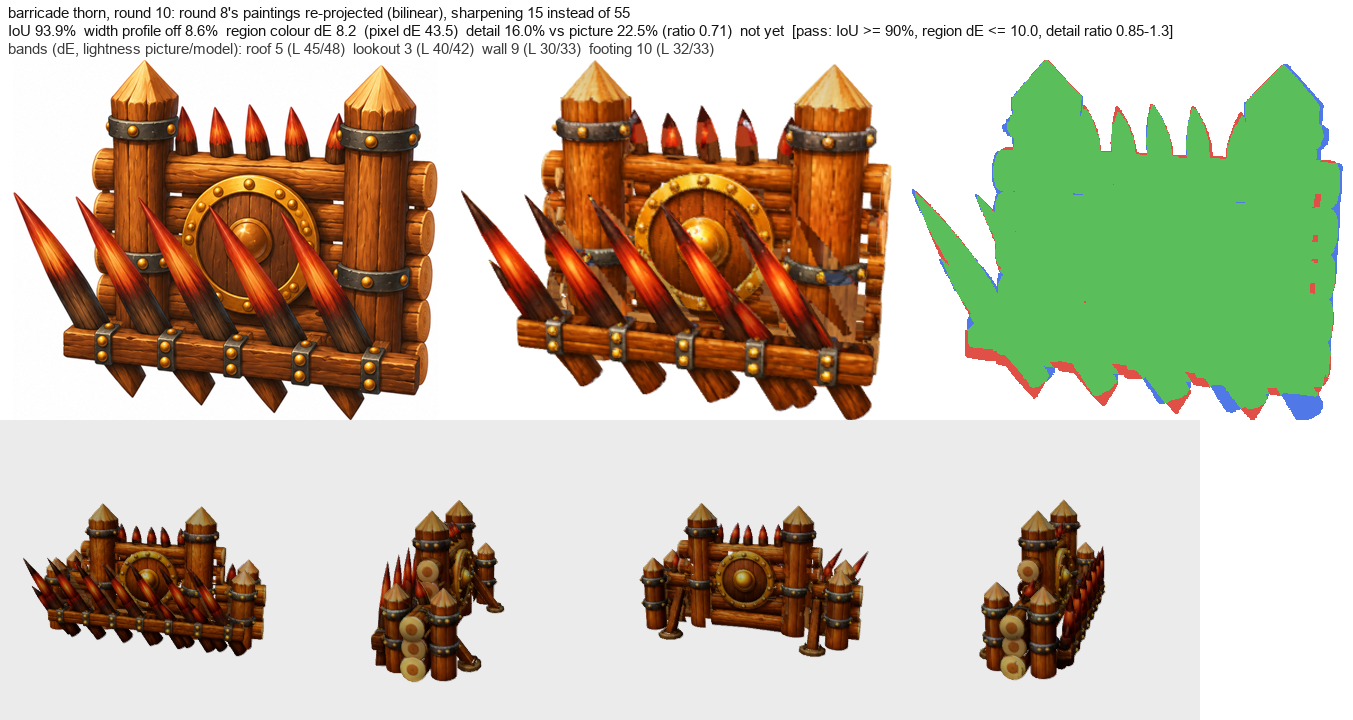 barricade thorn, round 10: round 8's paintings re-projected (bilinear), sharpening 15 instead of 55
IoU 93.9%  width profile off 8.6%  region colour dE 8.2  (pixel dE 43.5)  detail 16.0% vs picture 22.5% (ratio 0.71)  not yet  [pass: IoU >= 90%, region dE <= 10.0, detail ratio 0.85-1.3]
bands (dE, lightness picture/model): roof 5 (L 45/48)  lookout 3 (L 40/42)  wall 9 (L 30/33)  footing 10 (L 32/33)